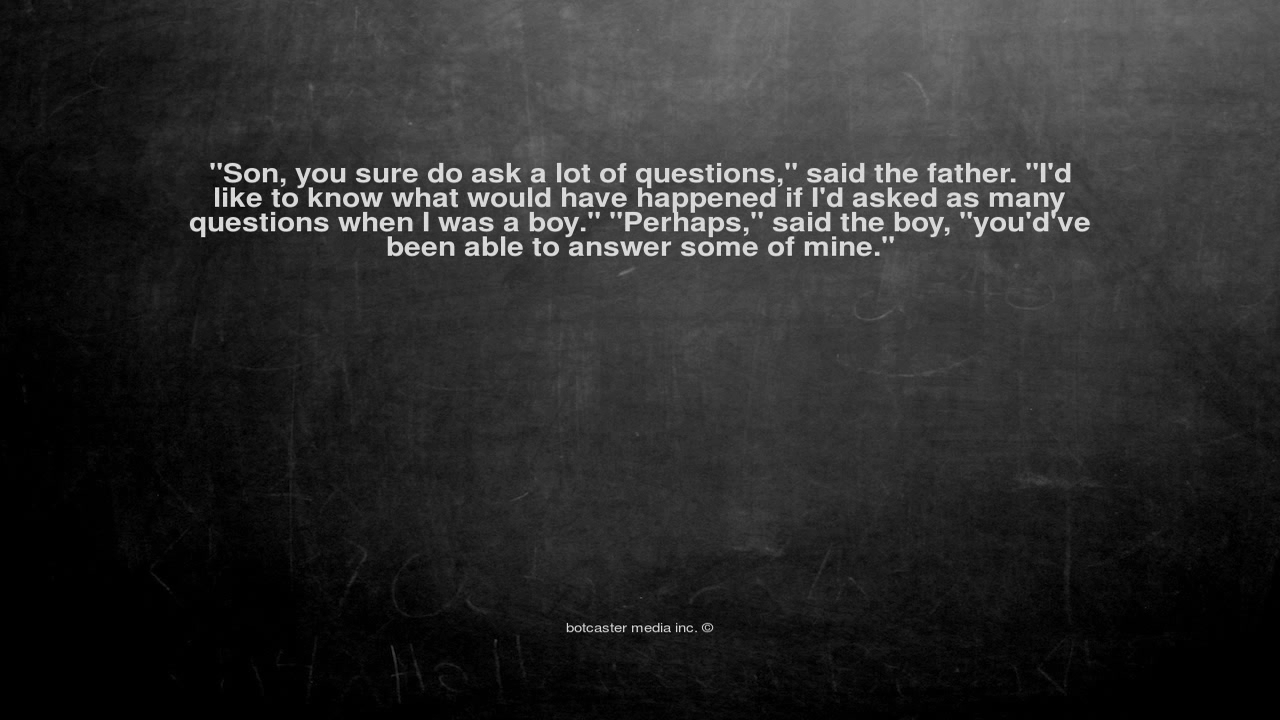 "Son, you sure do ask a lot of questions," said the father. "I'd
like to know what would have happened if I'd asked as many
questions when I was a boy." "Perhaps," said the boy, "you'd've
been able to answer some of mine."
botcaster media inc. ©